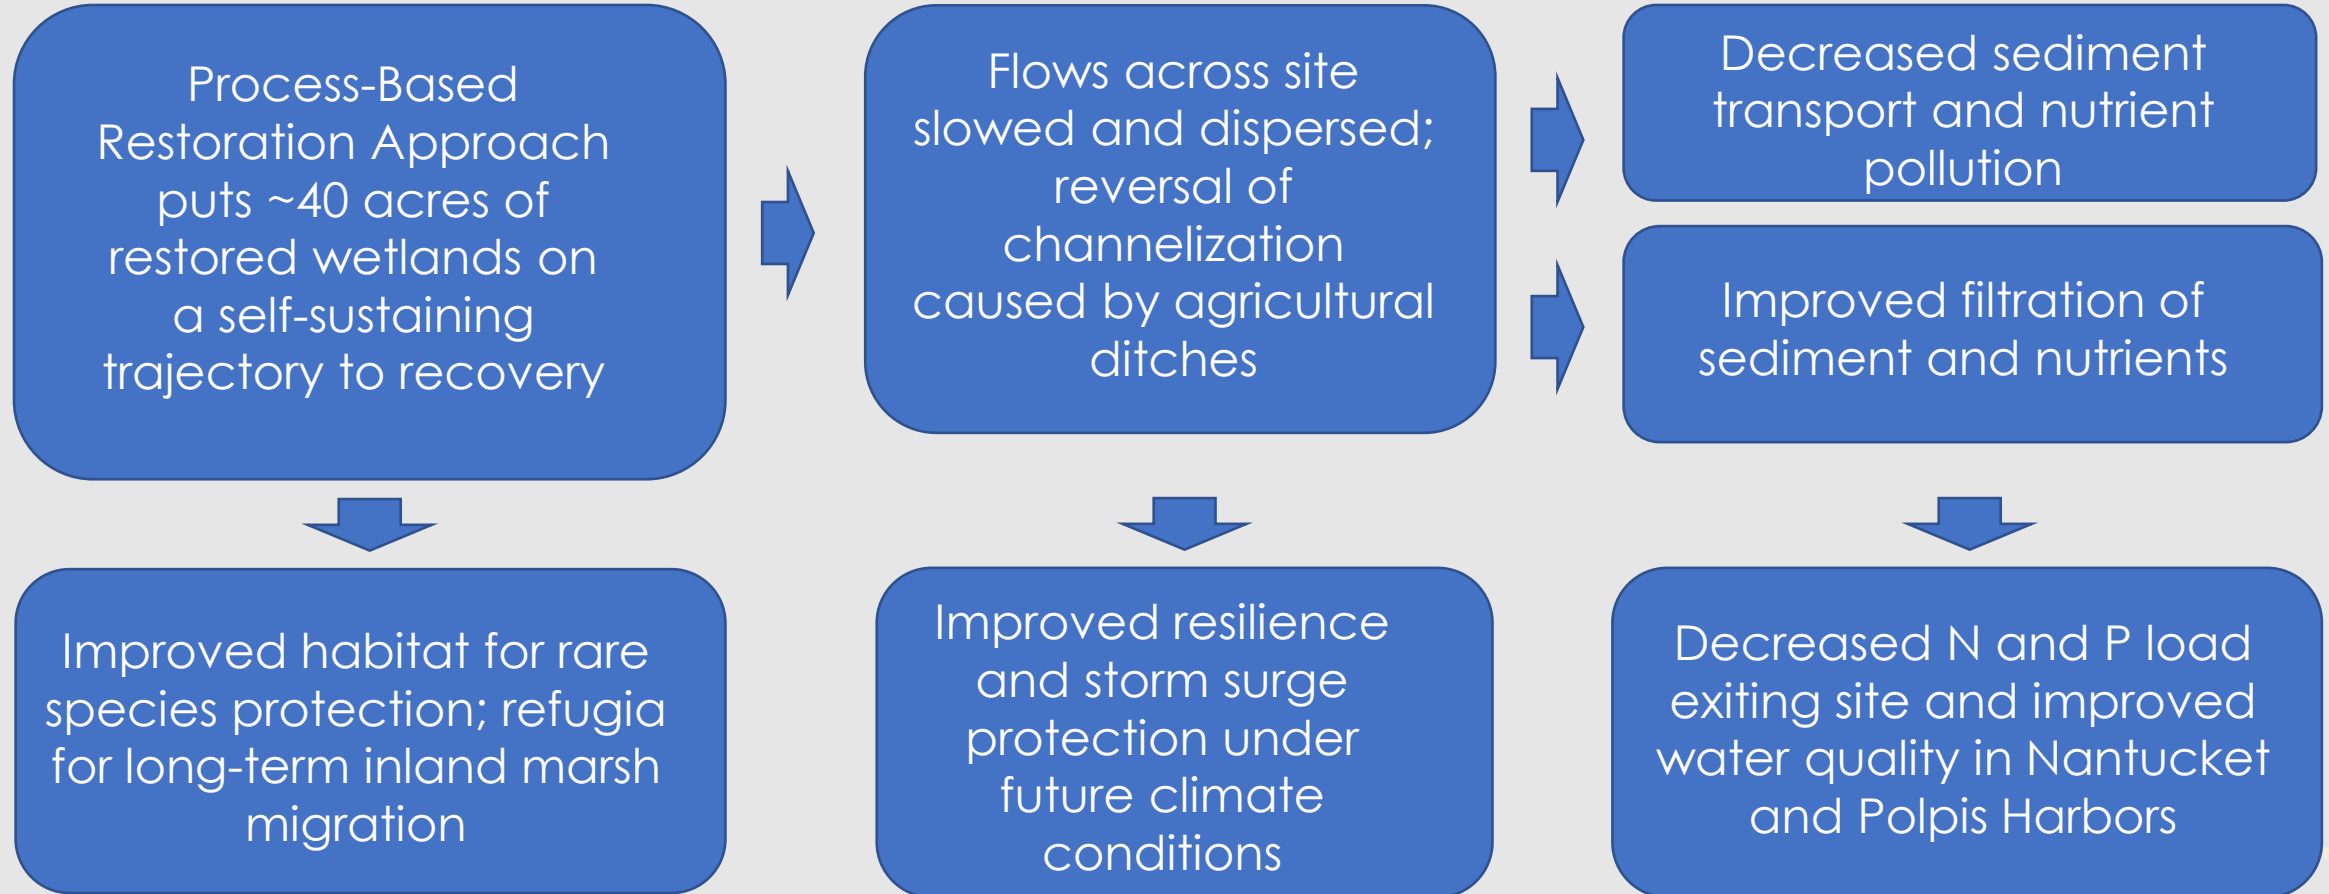 Process-Based
Restoration Approach
puts ~40 acres of
restored wetlands on
a self-sustaining
trajectory to recovery
Flows across site
slowed and dispersed;
reversal of
channelization
caused by agricultural
ditches
Decreased sediment
transport and nutrient
pollution
Improved filtration of
sediment and nutrients
Improved habitat for rare
species protection; refugia
for long-term inland marsh
migration
Improved resilience
and storm surge
protection under
future climate
conditions
Decreased N and P load
exiting site and improved
water quality in Nantucket
and Polpis Harbors